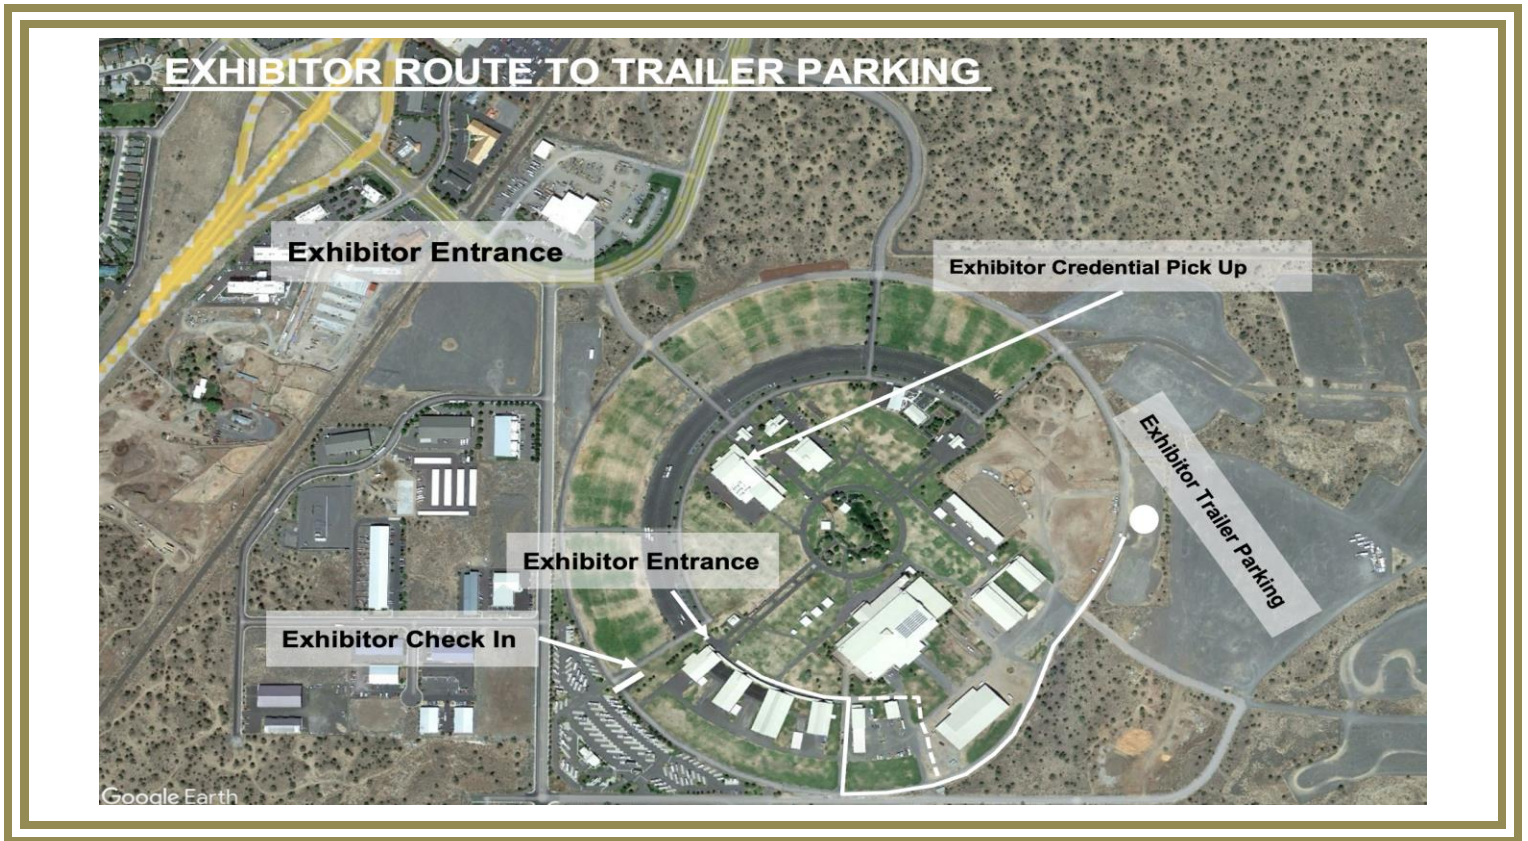 EXHIBITOR ROUTE TO TRAILER PARKING
Exhibitor Entrance
Exhibitor Credential Pick Up
Exhibitor Trailer Parking
Exhibitor Entrance
Exhibitor Check In
Google Earth